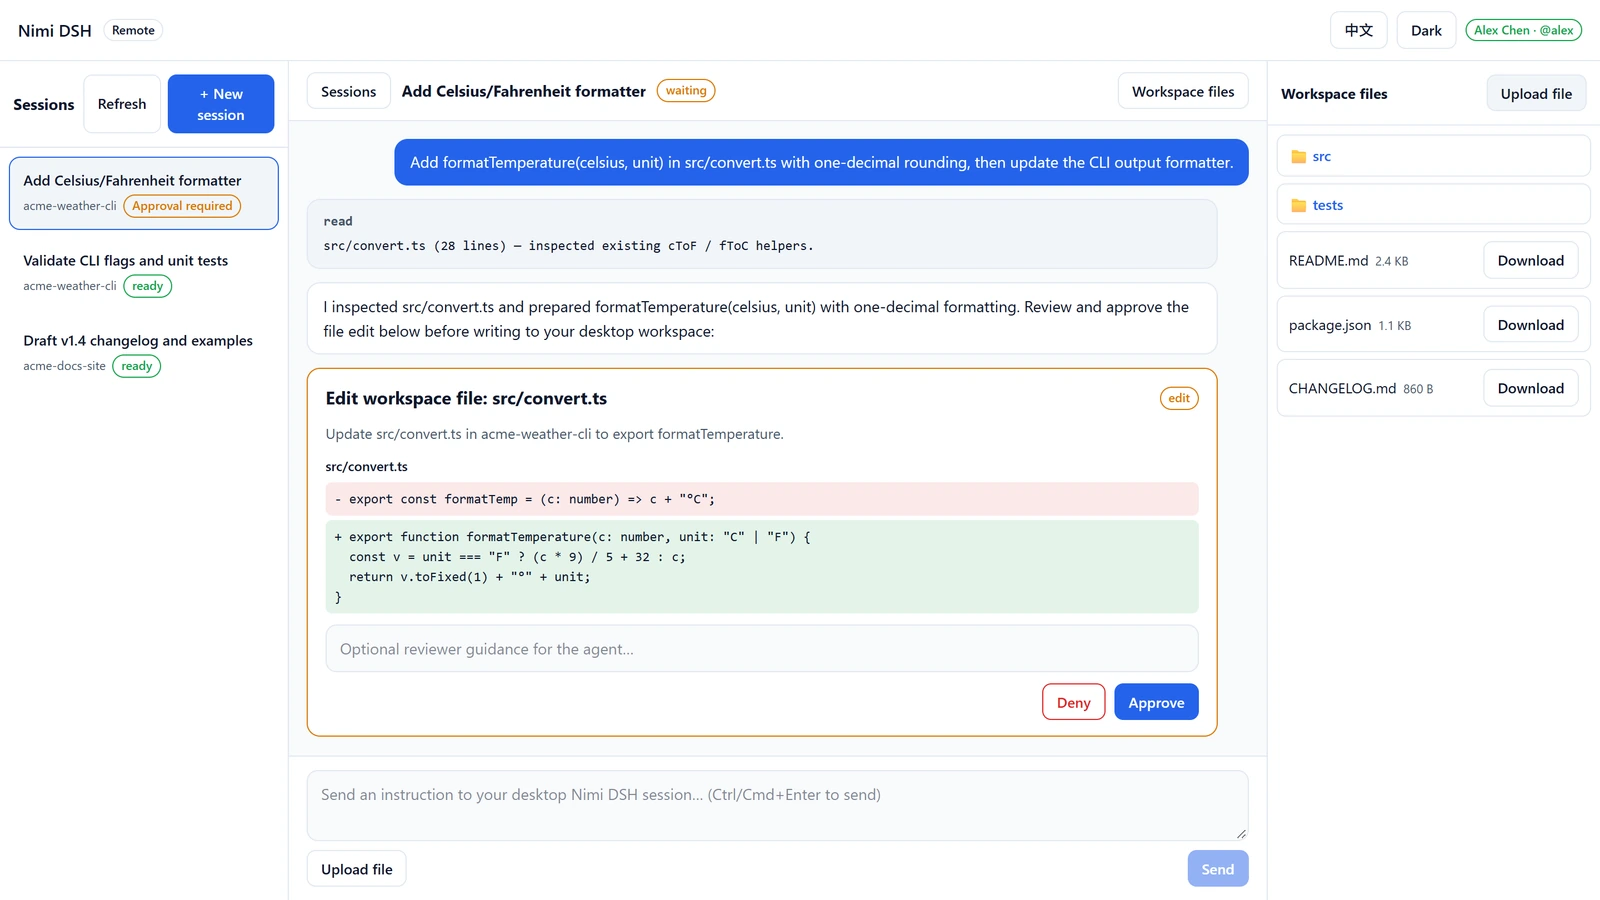 Nimi DSH
Remote
中文
Dark
Alex Chen · @alex
Sessions
Refresh
+ New
session
Add Celsius/Fahrenheit formatter
acme-weather-cli
Approval required
Validate CLI flags and unit tests
acme-weather-cli
ready
Draft v1.4 changelog and examples
acme-docs-site
ready
Sessions
Add Celsius/Fahrenheit formatter
waiting
Workspace files
Add formatTemperature(celsius, unit) in src/convert.ts with one-decimal rounding, then update the CLI output formatter.
read
src/convert.ts (28 lines) — inspected existing cToF / fToC helpers.
I inspected src/convert.ts and prepared formatTemperature(celsius, unit) with one-decimal formatting. Review and approve the
file edit below before writing to your desktop workspace:
Edit workspace file: src/convert.ts
edit
Update src/convert.ts in acme-weather-cli to export formatTemperature.
src/convert.ts
- export const formatTemp = (c: number) => c + "°C";
+ export function formatTemperature(c: number, unit: "C" | "F") {
  const v = unit === "F" ? (c * 9) / 5 + 32 : c;
  return v.toFixed(1) + "°" + unit;
}
Optional reviewer guidance for the agent...
Deny
Approve
Send an instruction to your desktop Nimi DSH session... (Ctrl/Cmd+Enter to send)
Upload file
Send
Workspace files
Upload file
src
tests
README.md 2.4 KB
Download
package.json 1.1 KB
Download
CHANGELOG.md 860 B
Download